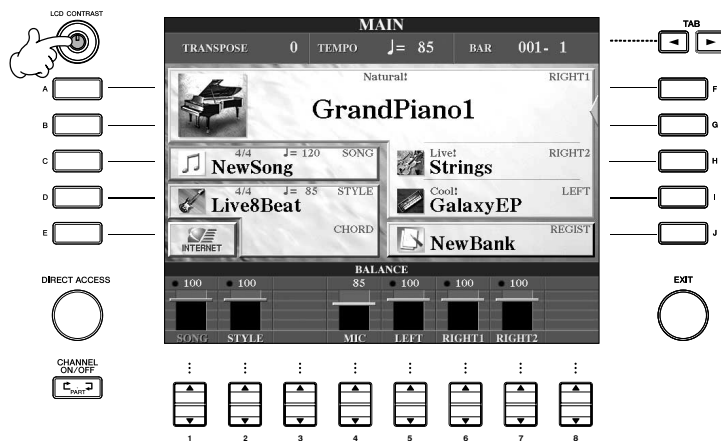 LCD CONTRAST
MAIN
TAB
TRANSPOSE 0 TEMPO ♩= 85 BAR 001- 1
Natural! RIGHT1
GrandPiano1
4/4 ♩= 120 SONG
NewSong
Live! RIGHT2
Strings
4/4 ♩= 85 STYLE
Live8Beat
Cool! LEFT
GalaxyEP
INTERNET
CHORD
REGIST
NewBank
A
B
C
D
E
F
G
H
I
J
DIRECT ACCESS
EXIT
BALANCE
100 100 85 100 100 100
SONG STYLE MIC LEFT RIGHT1 RIGHT2
CHANNEL
ON/OFF
PART
1 2 3 4 5 6 7 8